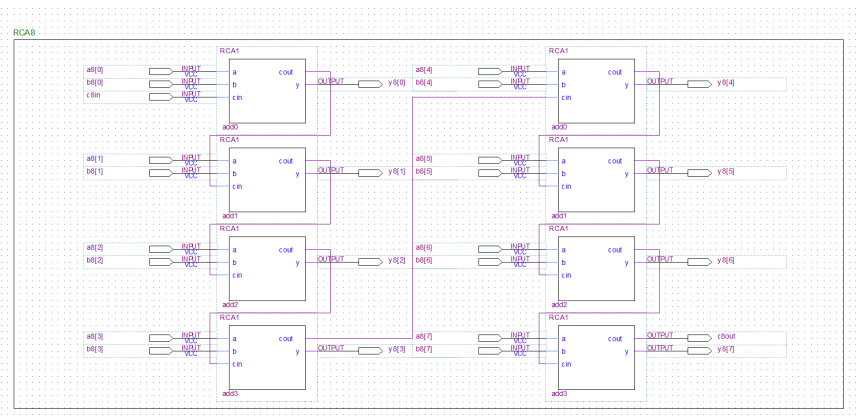 RCA8
RCA1
a8[0] INPUT VCC a cout
b8[0] INPUT VCC b y OUTPUT y8[0]
c8in INPUT VCC cin
add0
RCA1
a8[1] INPUT VCC a cout
b8[1] INPUT VCC b y OUTPUT y8[1]
cin
add1
RCA1
a8[2] INPUT VCC a cout
b8[2] INPUT VCC b y OUTPUT y8[2]
cin
add2
RCA1
a8[3] INPUT VCC a cout
b8[3] INPUT VCC b y OUTPUT y8[3]
cin
add3
RCA1
a8[4] INPUT VCC a cout
b8[4] INPUT VCC b y OUTPUT y8[4]
cin
add0
RCA1
a8[5] INPUT VCC a cout
b8[5] INPUT VCC b y OUTPUT y8[5]
cin
add1
RCA1
a8[6] INPUT VCC a cout
b8[6] INPUT VCC b y OUTPUT y8[6]
cin
add2
RCA1
a8[7] INPUT VCC a cout OUTPUT c8out
b8[7] INPUT VCC b y OUTPUT y8[7]
cin
add3